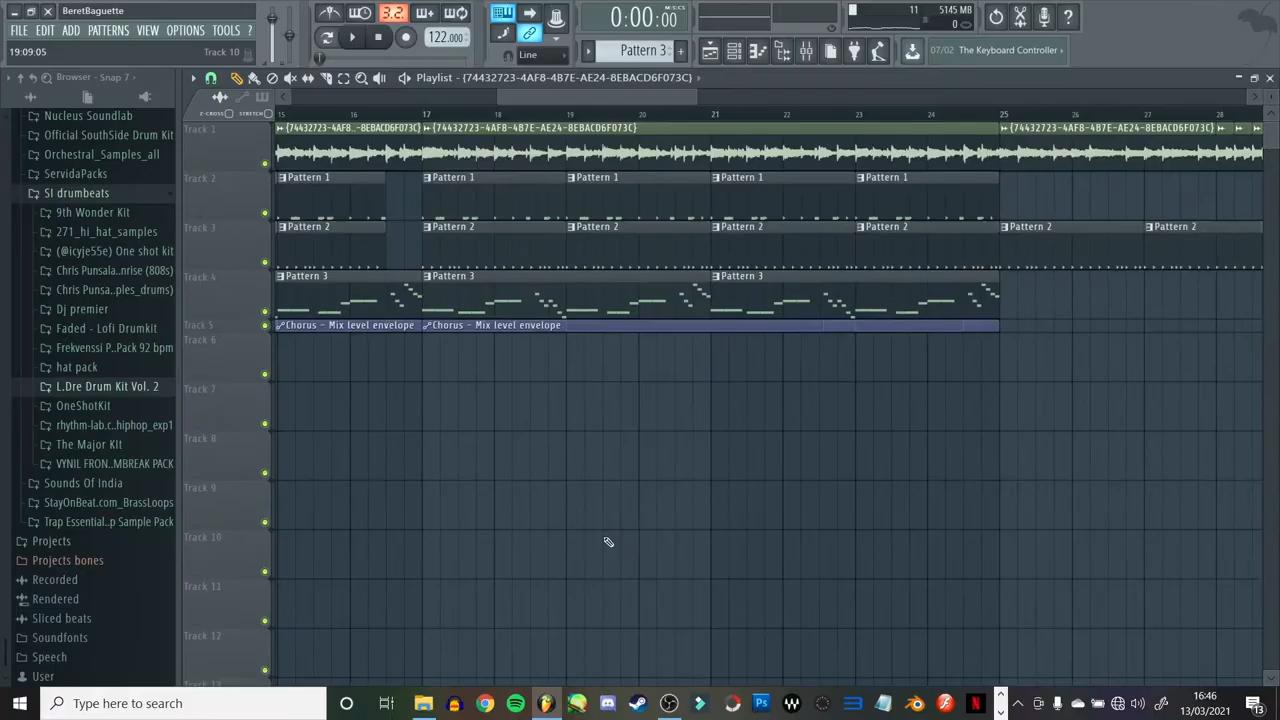 BeretBaguette
FILE EDIT ADD PATTERNS VIEW OPTIONS TOOLS ?
19:09:05 Track 10
3.2
122.000
0:00:00
M:S:CS
Line
Pattern 3
11 5145 MB
0
07/02 The Keyboard Controller
Browser - Snap 7
Playlist - {74432723-4AF8-4B7E-AE24-8EBACD6F073C}
Z-CROSS STRETCH
15 16 17 18 19 20 21 22 23 24 25 26 27 28
Nucleus Soundlab
Official SouthSide Drum Kit
Orchestral_Samples_all
ServidaPacks
SI drumbeats
9th Wonder Kit
271_hi_hat_samples
(@icyje55e) One shot kit
Chris Punsala...nrise (808s)
Chris Punsa...ples_drums)
Dj premier
Faded - Lofi Drumkit
Frekvenssi P..Pack 92 bpm
hat pack
L.Dre Drum Kit Vol. 2
OneShotKit
rhythm-lab.c..hiphop_exp1
The Major KIt
VYNIL FRON..MBREAK PACK
Sounds Of India
StayOnBeat.com_BrassLoops
Trap Essential..p Sample Pack
Projects
Projects bones
Recorded
Rendered
Sliced beats
Soundfonts
Speech
User
Track 1
{74432723-4AF8..-8EBACD6F073C} {74432723-4AF8-4B7E-AE24-8EBACD6F073C} {74432723-4AF8-4B7E-AE24-8EBACD6F073C}
Track 2
Pattern 1 Pattern 1 Pattern 1 Pattern 1 Pattern 1
Track 3
Pattern 2 Pattern 2 Pattern 2 Pattern 2 Pattern 2 Pattern 2 Pattern 2
Track 4
Pattern 3 Pattern 3 Pattern 3
Track 5
Chorus - Mix level envelope Chorus - Mix level envelope
Track 6
Track 7
Track 8
Track 9
Track 10
Track 11
Track 12
Track 13
Type here to search
16:46
13/03/2021
13